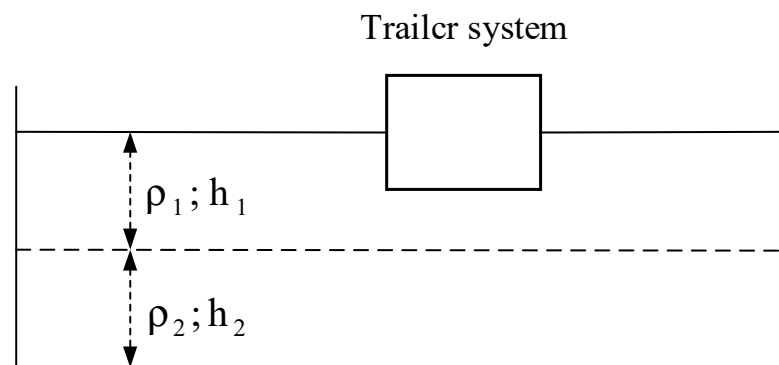 Trailcr system
ρ₁; h₁
ρ₂; h₂